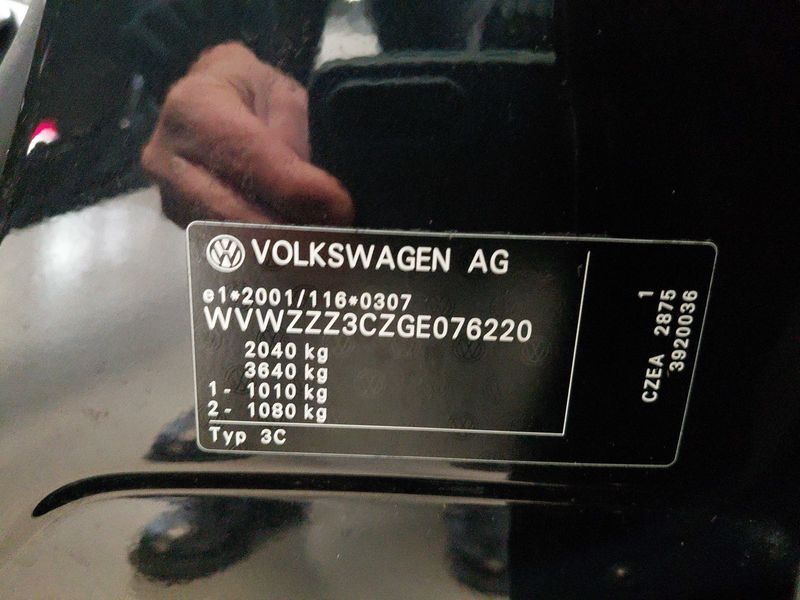 VOLKSWAGEN AG
e1*2001/116*0307
WVWZZZ3CZGE076220
2040 kg
3640 kg
1- 1010 kg
2- 1080 kg
Typ 3C
1
CZEA 2875
3920036